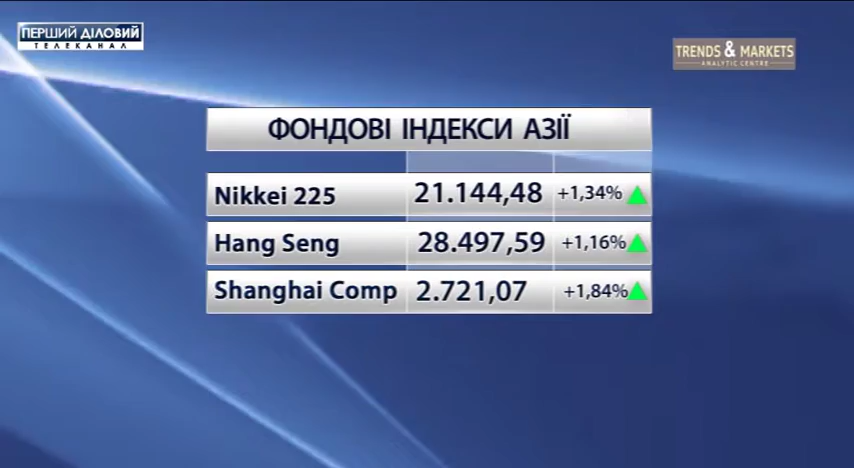 ПЕРШИЙ ДІЛОВИЙ
ТЕЛЕКАНАЛ
TRENDS & MARKETS
ANALYTIC CENTRE
ФОНДОВІ ІНДЕКСИ АЗІЇ
Nikkei 225 21.144,48 +1,34%
Hang Seng 28.497,59 +1,16%
Shanghai Comp 2.721,07 +1,84%